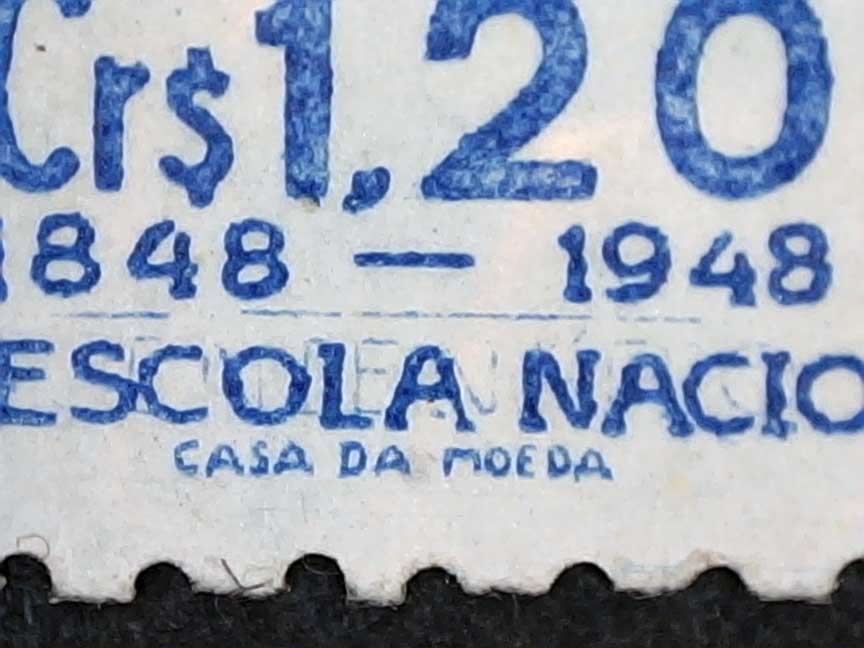 Cr$1,20
1848 — 1948
ESCOLA NACIO
CASA DA MOEDA